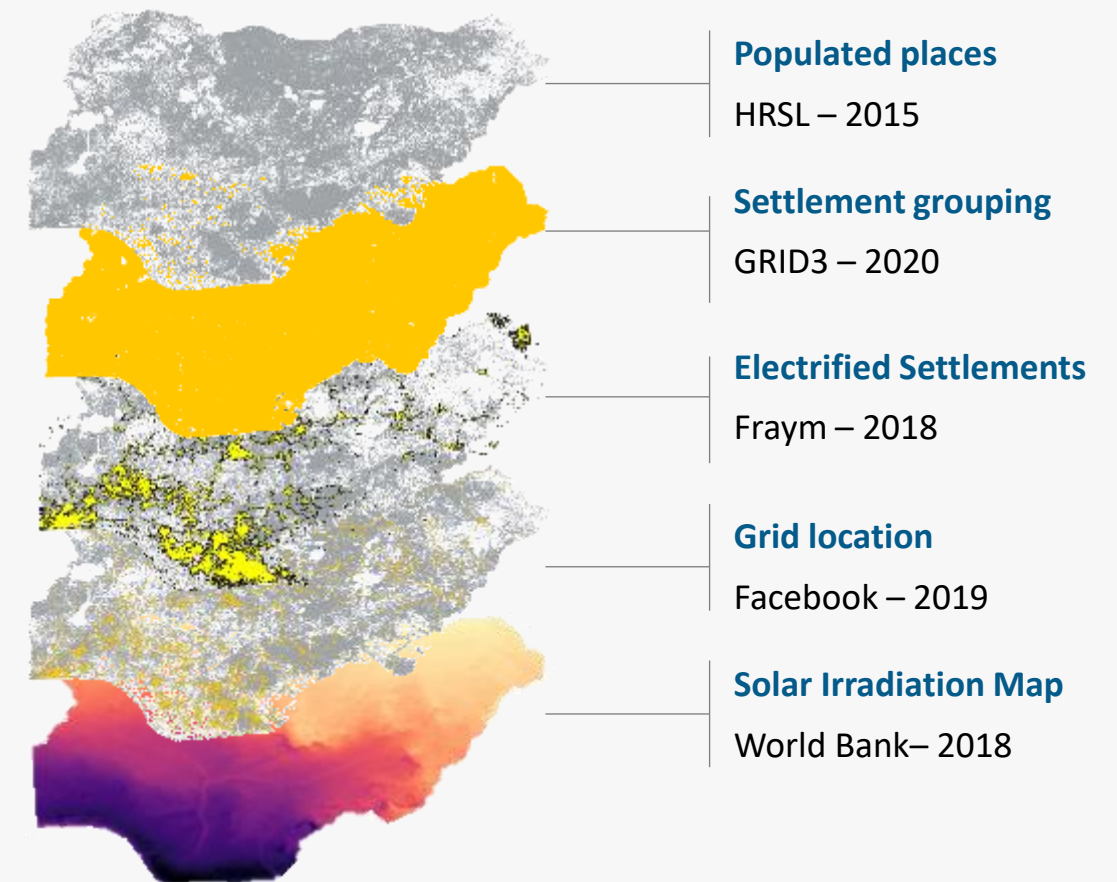 Populated places
HRSL – 2015
Settlement grouping
GRID3 – 2020
Electrified Settlements
Fraym – 2018
Grid location
Facebook – 2019
Solar Irradiation Map
World Bank– 2018